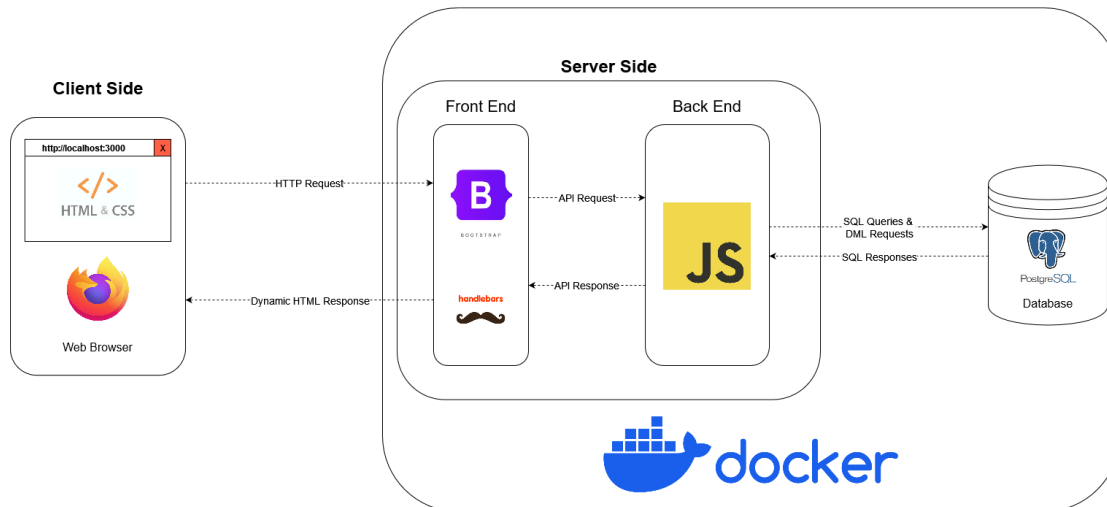 Client Side
http://localhost:3000
X
</>
HTML & CSS
Web Browser
HTTP Request
Dynamic HTML Response
Server Side
Front End
B
BOOTSTRAP
handlebars
API Request
API Response
Back End
JS
SQL Queries &
DML Requests
SQL Responses
PostgreSQL
Database
docker